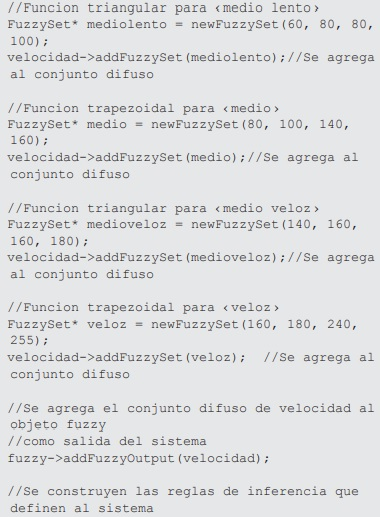 //Funcion triangular para ‹medio lento›
FuzzySet* mediolento = newFuzzySet(60, 80, 80,
100);
velocidad->addFuzzySet(mediolento);//Se agrega
al conjunto difuso
//Funcion trapezoidal para ‹medio›
FuzzySet* medio = newFuzzySet(80, 100, 140,
160);
velocidad->addFuzzySet(medio);//Se agrega al
conjunto difuso
//Funcion triangular para ‹medio veloz›
FuzzySet* medioveloz = newFuzzySet(140, 160,
160, 180);
velocidad->addFuzzySet(medioveloz);//Se agrega
al conjunto difuso
//Funcion trapezoidal para ‹veloz›
FuzzySet* veloz = newFuzzySet(160, 180, 240,
255);
velocidad->addFuzzySet(veloz);  //Se agrega al
conjunto difuso
//Se agrega el conjunto difuso de velocidad al
objeto fuzzy
//como salida del sistema
fuzzy->addFuzzyOutput(velocidad);
//Se construyen las reglas de inferencia que
definen al sistema